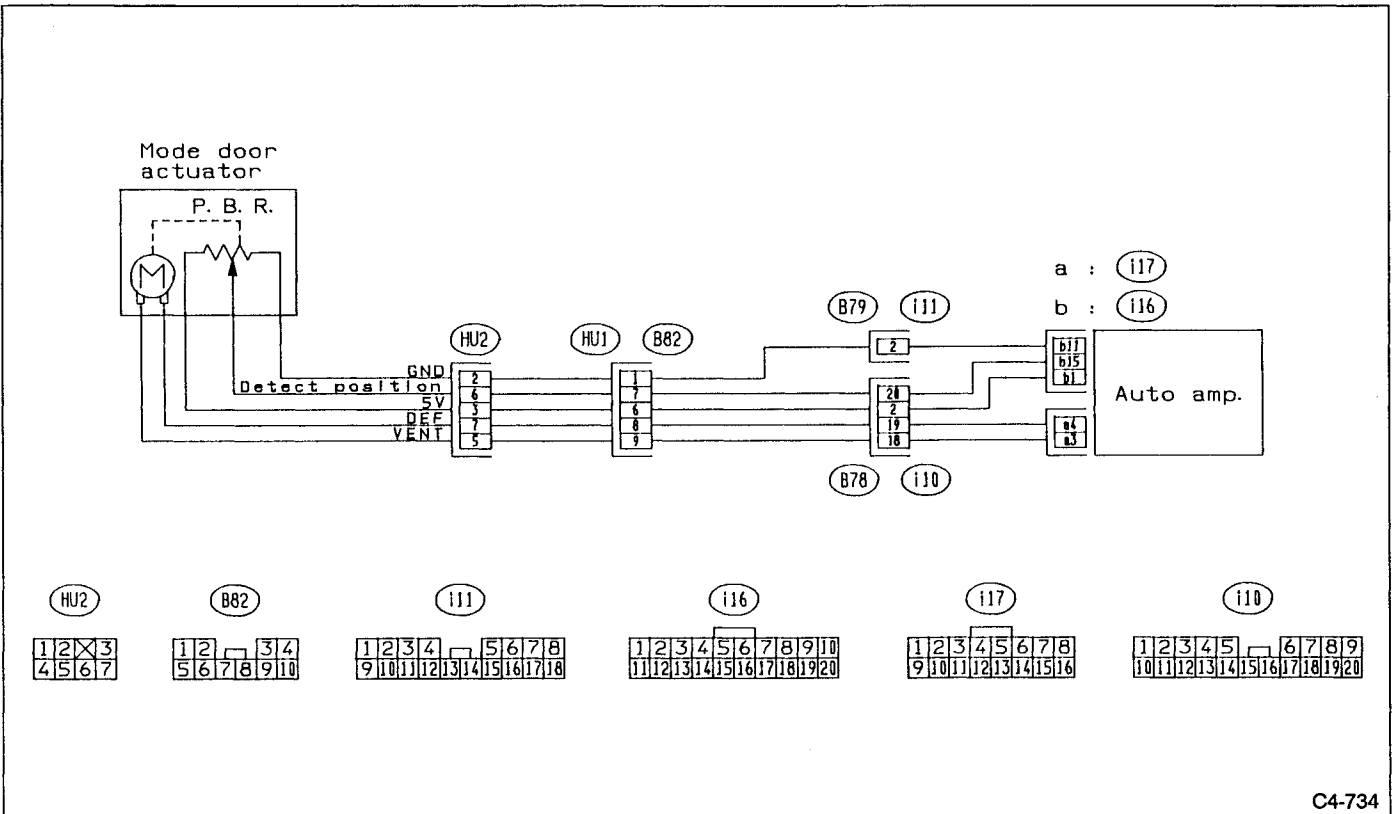 Mode door
actuator
P. B. R.
a : i17
b : i16
B79 i11
HU2 HU1 B82
GND
Detect position
5V
DEF
VENT
2
6
3
7
5
1
7
6
8
9
2
20
2
19
18
b11
b15
b1
a4
a3
M
Auto amp.
B78 i10
HU2 B82 i11 i16 i17 i10
1 2 3
4 5 6 7
1 2 3 4
5 6 7 8 9 10
1 2 3 4 5 6 7 8
9 10 11 12 13 14 15 16 17 18
1 2 3 4 5 6 7 8 9 10
11 12 13 14 15 16 17 18 19 20
1 2 3 4 5 6 7 8
9 10 11 12 13 14 15 16
1 2 3 4 5 6 7 8 9
10 11 12 13 14 15 16 17 18 19 20
C4-734